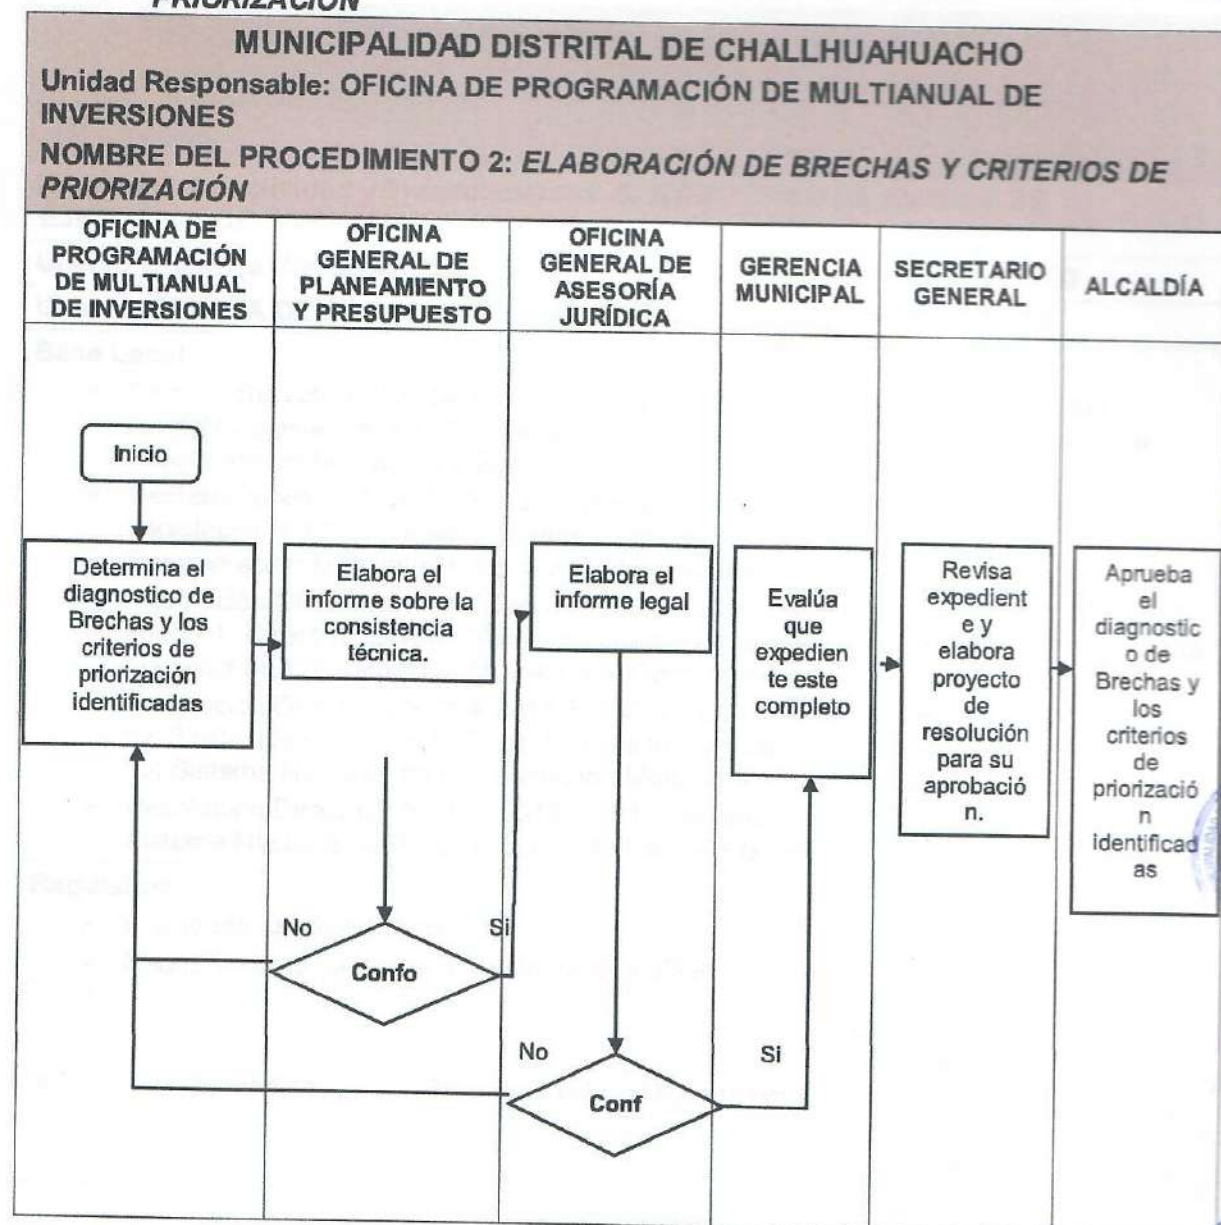 PRIORIZACIÓN
MUNICIPALIDAD DISTRITAL DE CHALLHUAHUACHO
Unidad Responsable: OFICINA DE PROGRAMACIÓN DE MULTIANUAL DE
INVERSIONES
NOMBRE DEL PROCEDIMIENTO 2: ELABORACIÓN DE BRECHAS Y CRITERIOS DE
PRIORIZACIÓN
OFICINA DE
PROGRAMACIÓN
DE MULTIANUAL
DE INVERSIONES
OFICINA
GENERAL DE
PLANEAMIENTO
Y PRESUPUESTO
OFICINA
GENERAL DE
ASESORÍA
JURÍDICA
GERENCIA
MUNICIPAL
SECRETARIO
GENERAL
ALCALDÍA
Inicio
Determina el
diagnostico de
Brechas y los
criterios de
priorización
identificadas
Elabora el
informe sobre la
consistencia
técnica.
Elabora el
informe legal
Evalúa
que
expedien
te este
completo
Revisa
expedient
e y
elabora
proyecto
de
resolución
para su
aprobació
n.
Aprueba
el
diagnostic
o de
Brechas y
los
criterios
de
priorizació
n
identificad
as
No
Si
Confo
No
Si
Conf